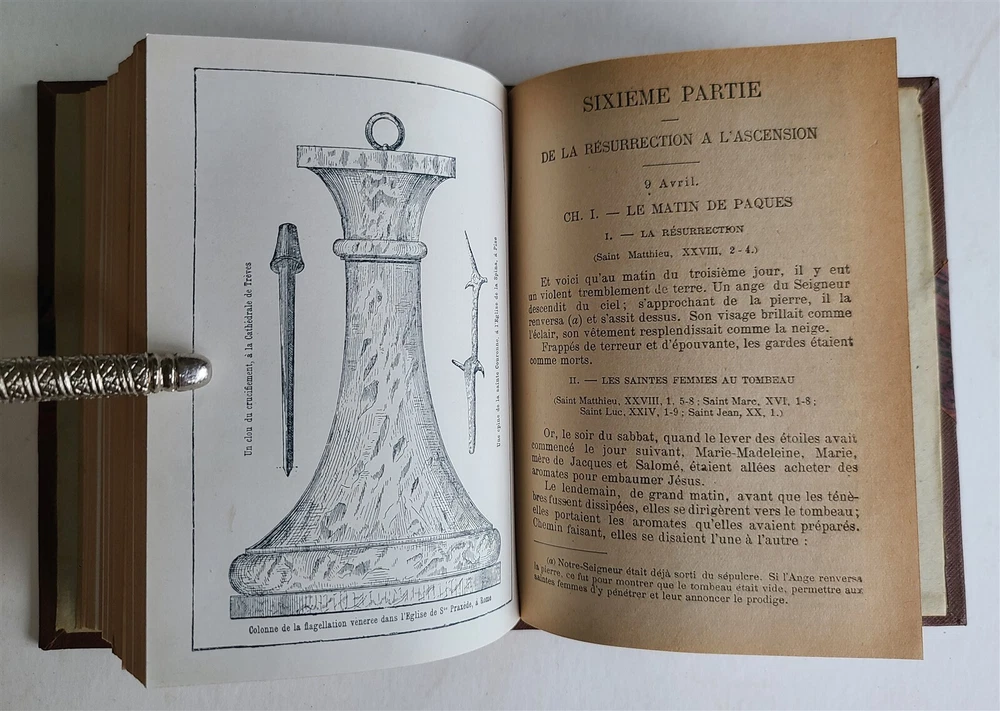 Un clou du crucifiement, à la Cathédrale de Trèves
Une épine de la sainte Couronne, à l'Eglise de la Spina, à Pise
Colonne de la flagellation venerée dans l'Eglise de Ste Praxède, à Rome
SIXIÈME PARTIE
DE LA RÉSURRECTION A L'ASCENSION
9 Avril.
CH. I. — LE MATIN DE PAQUES
I. — LA RÉSURRECTION
(Saint Matthieu, XXVIII, 2-4.)
Et voici qu'au matin du troisième jour, il y eut
un violent tremblement de terre. Un ange du Seigneur
descendit du ciel; s'approchant de la pierre, il la
renversa (a) et s'assit dessus. Son visage brillait comme
l'éclair, son vêtement resplendissait comme la neige.
Frappés de terreur et d'épouvante, les gardes étaient
comme morts.
II. — LES SAINTES FEMMES AU TOMBEAU
(Saint Matthieu, XXVIII, 1, 5-8; Saint Marc, XVI, 1-8;
Saint Luc, XXIV, 1-9; Saint Jean, XX, 1.)
Or, le soir du sabbat, quand le lever des étoiles avait
commencé le jour suivant, Marie-Madeleine, Marie,
mère de Jacques et Salomé, étaient allées acheter des
aromates pour embaumer Jésus.
Le lendemain, de grand matin, avant que les ténè-
bres fussent dissipées, elles se dirigèrent vers le tombeau;
elles portaient les aromates qu'elles avaient préparés.
Chemin faisant, elles se disaient l'une à l'autre :
(a) Notre-Seigneur était déjà sorti du sépulcre. Si l'Ange renversa
la pierre, ce fut pour montrer que le tombeau était vide, permettre aux
saintes femmes d'y pénétrer et leur annoncer le prodige.